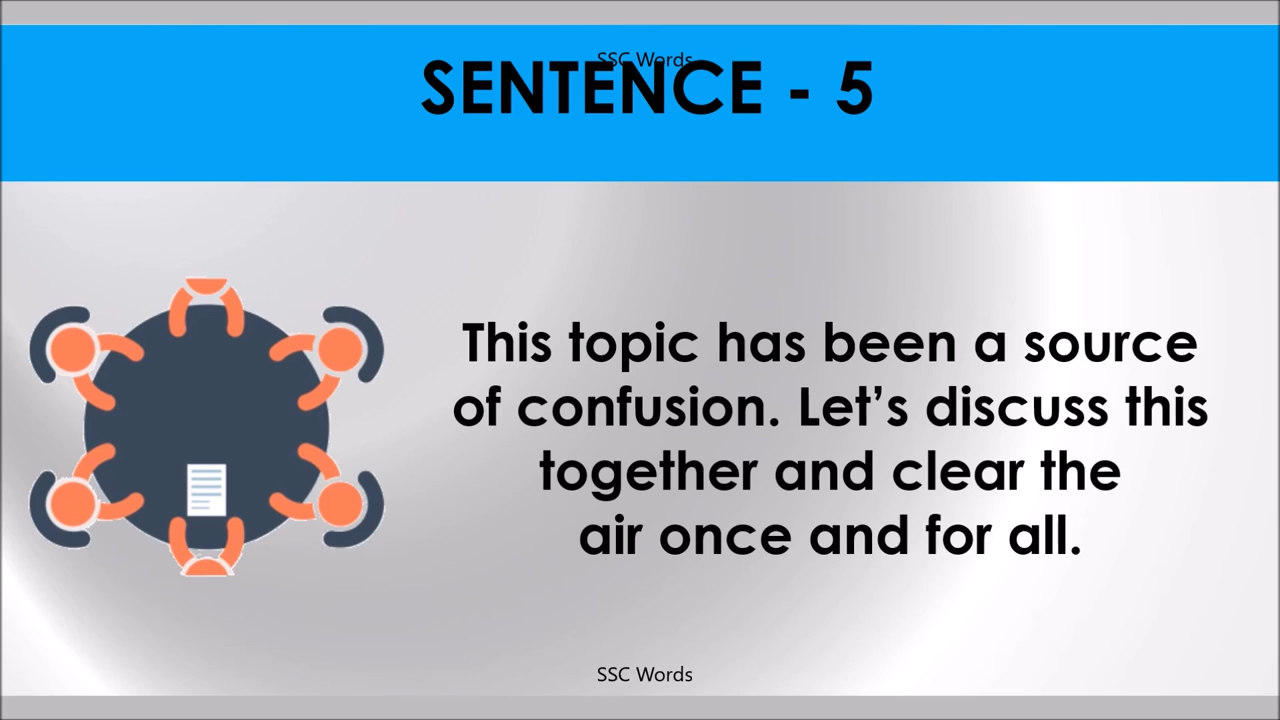 SSC Words
SENTENCE - 5
This topic has been a source
of confusion. Let’s discuss this
together and clear the
air once and for all.
SSC Words